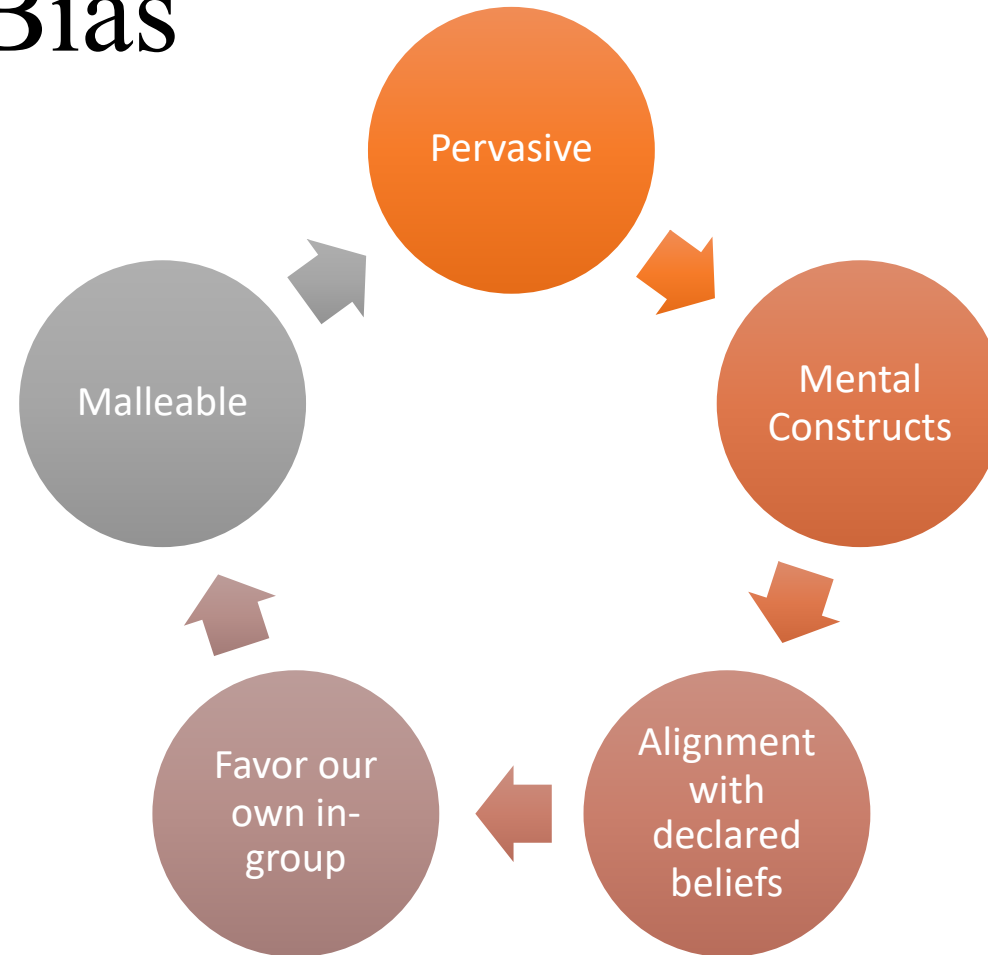 Bias
Pervasive
Mental
Constructs
Alignment
with
declared
beliefs
Favor our
own in-
group
Malleable